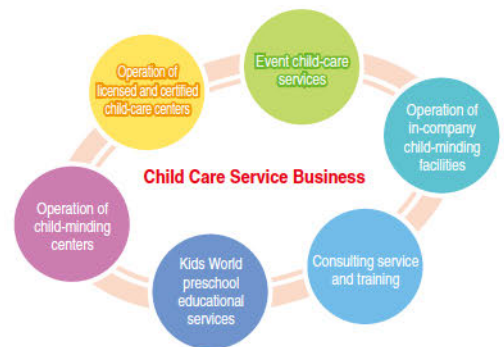 Event child-care
services
Operation of
licensed and certified
child-care centers
Operation of
in-company
child-minding
facilities
Child Care Service Business
Operation of
child-minding
centers
Consulting service
and training
Kids World
preschool
educational
services